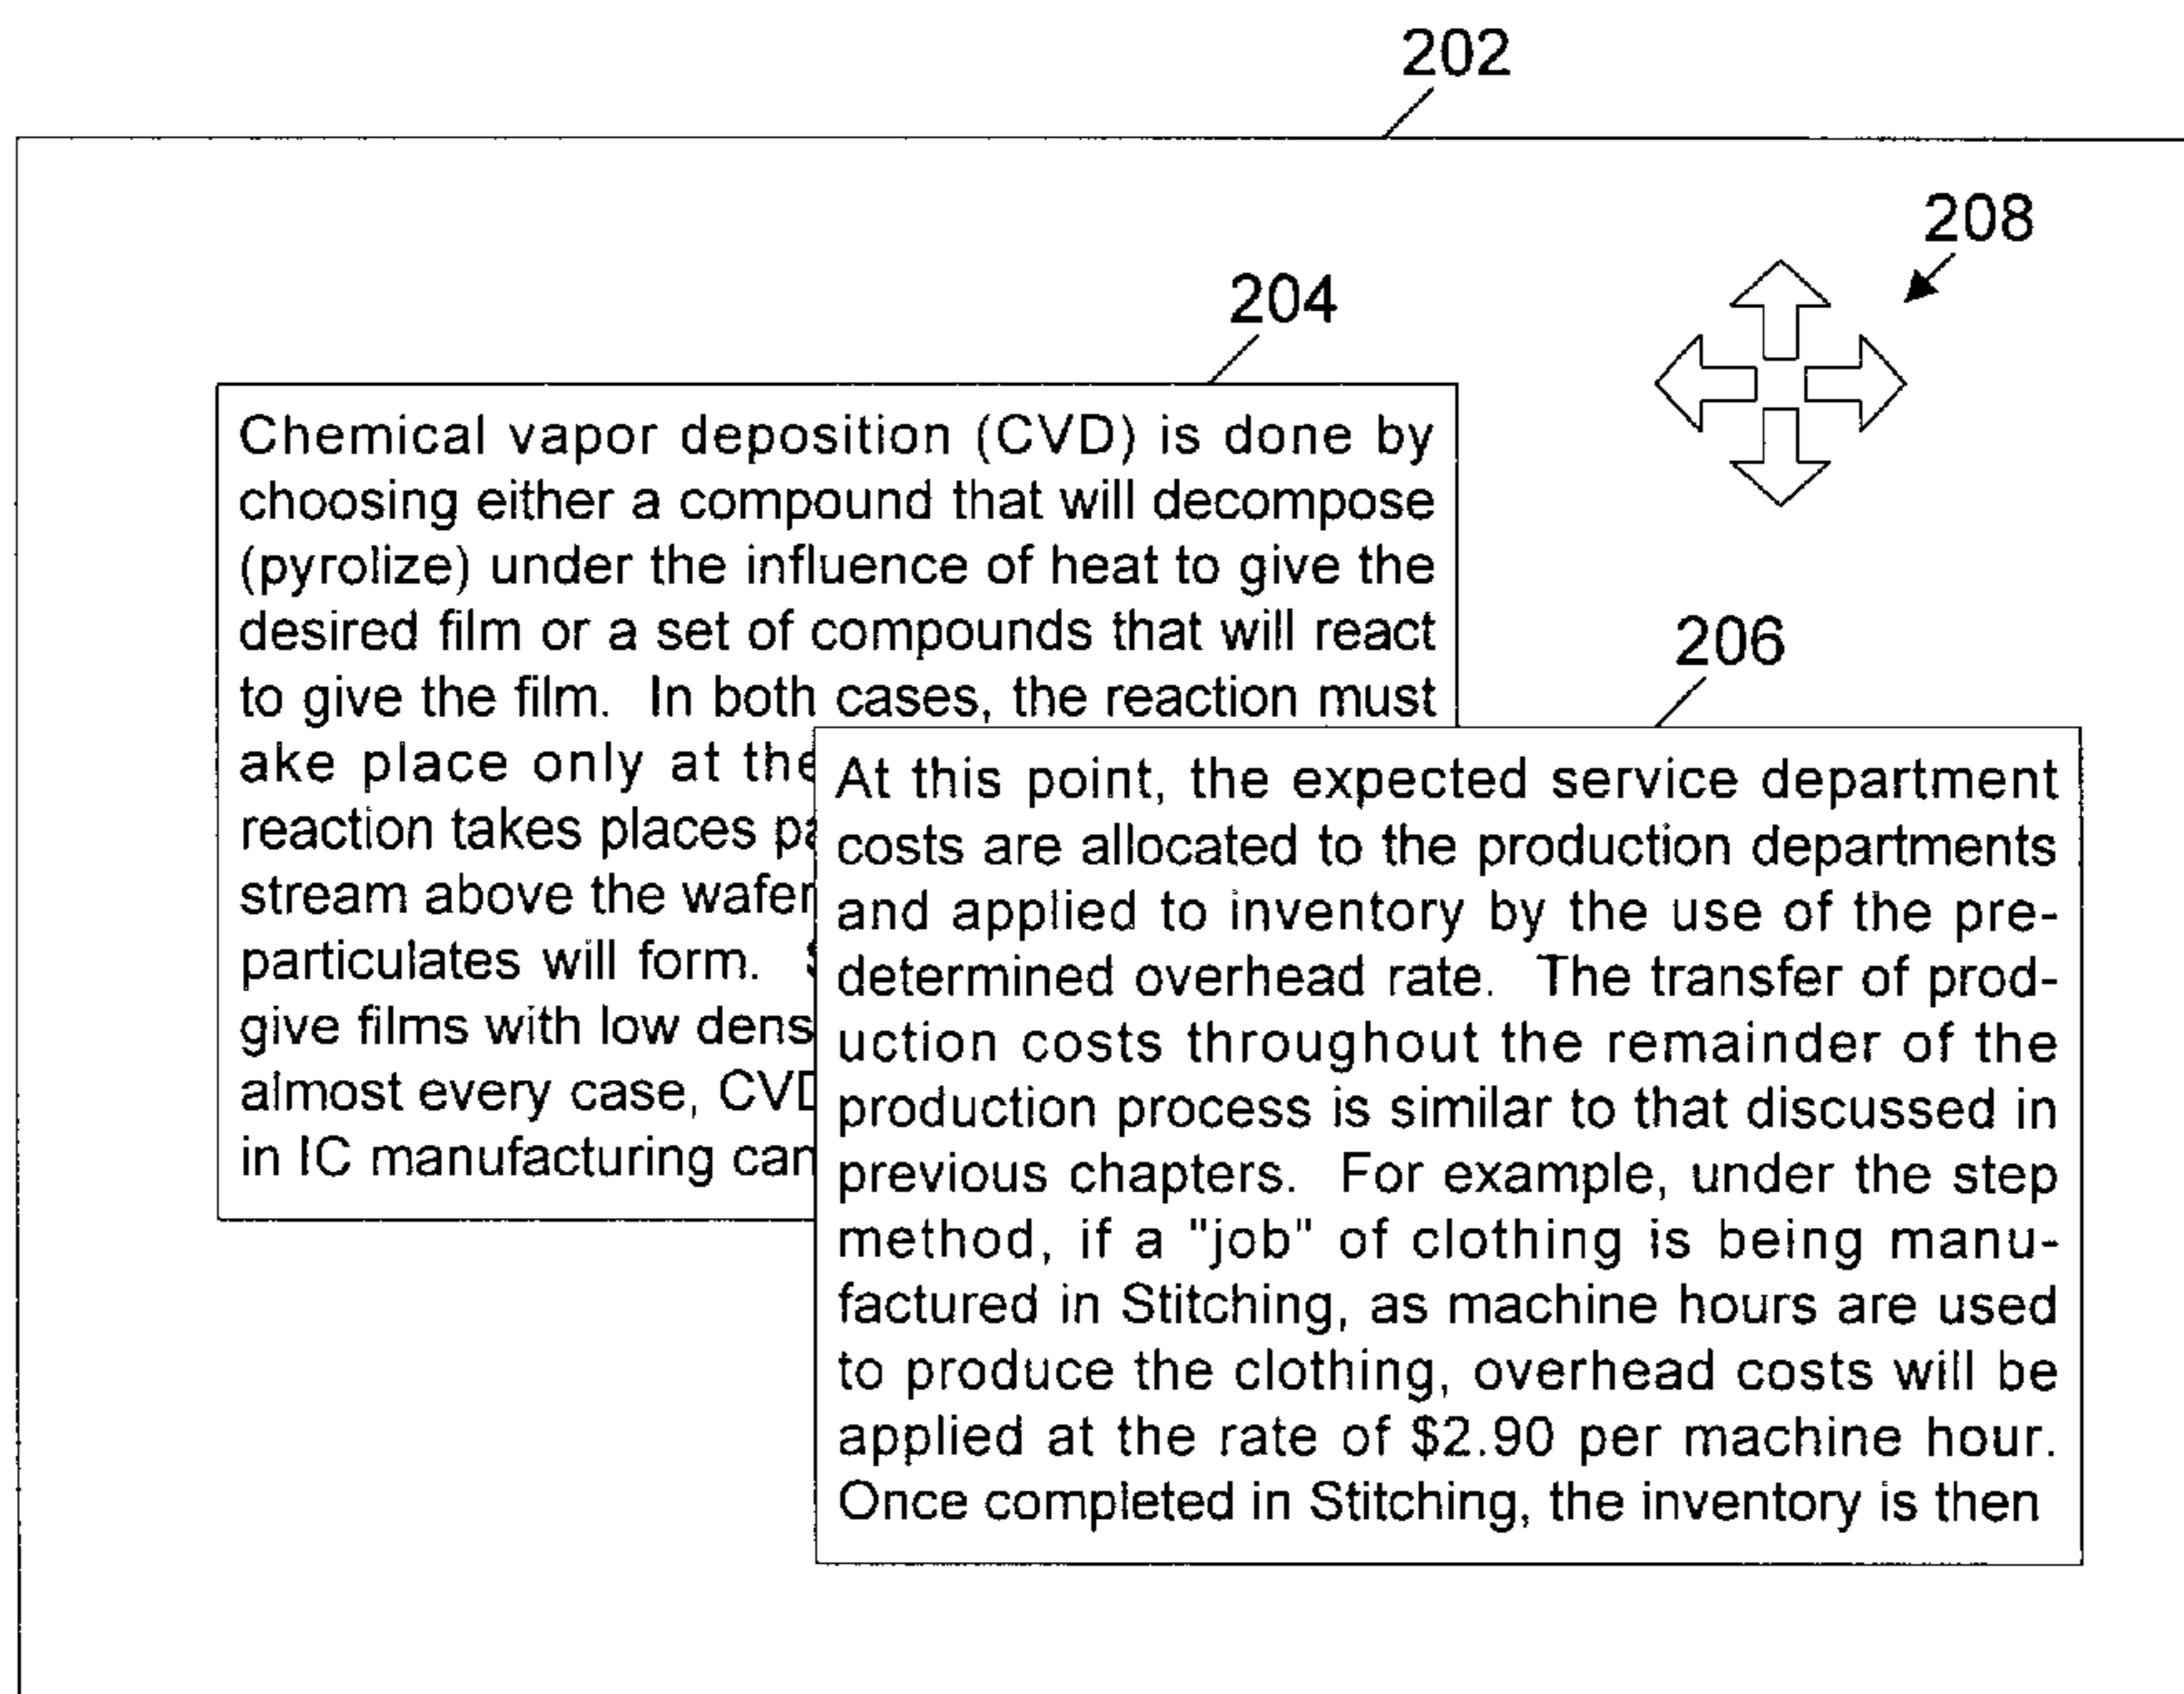 202
208
204
Chemical vapor deposition (CVD) is done by
choosing either a compound that will decompose
(pyrolize) under the influence of heat to give the
desired film or a set of compounds that will react
to give the film. In both cases, the reaction must
206
ake place only at the
reaction takes places
stream above the wafer
particulates will form.
give films with low dens
almost every case,
in IC manufacturing
At this point, the expected service department
costs are allocated to the production departments
and applied to inventory by the use of the pre-
determined overhead rate. The transfer of prod-
uction costs throughout the remainder of the
production process is similar to that discussed in
previous chapters. For example, under the step
method, if a "job" of clothing is being manu-
factured in Stitching, as machine hours are used
to produce the clothing, overhead costs will be
applied at the rate of $2.90 per machine hour.
Once completed in Stitching, the inventory is then